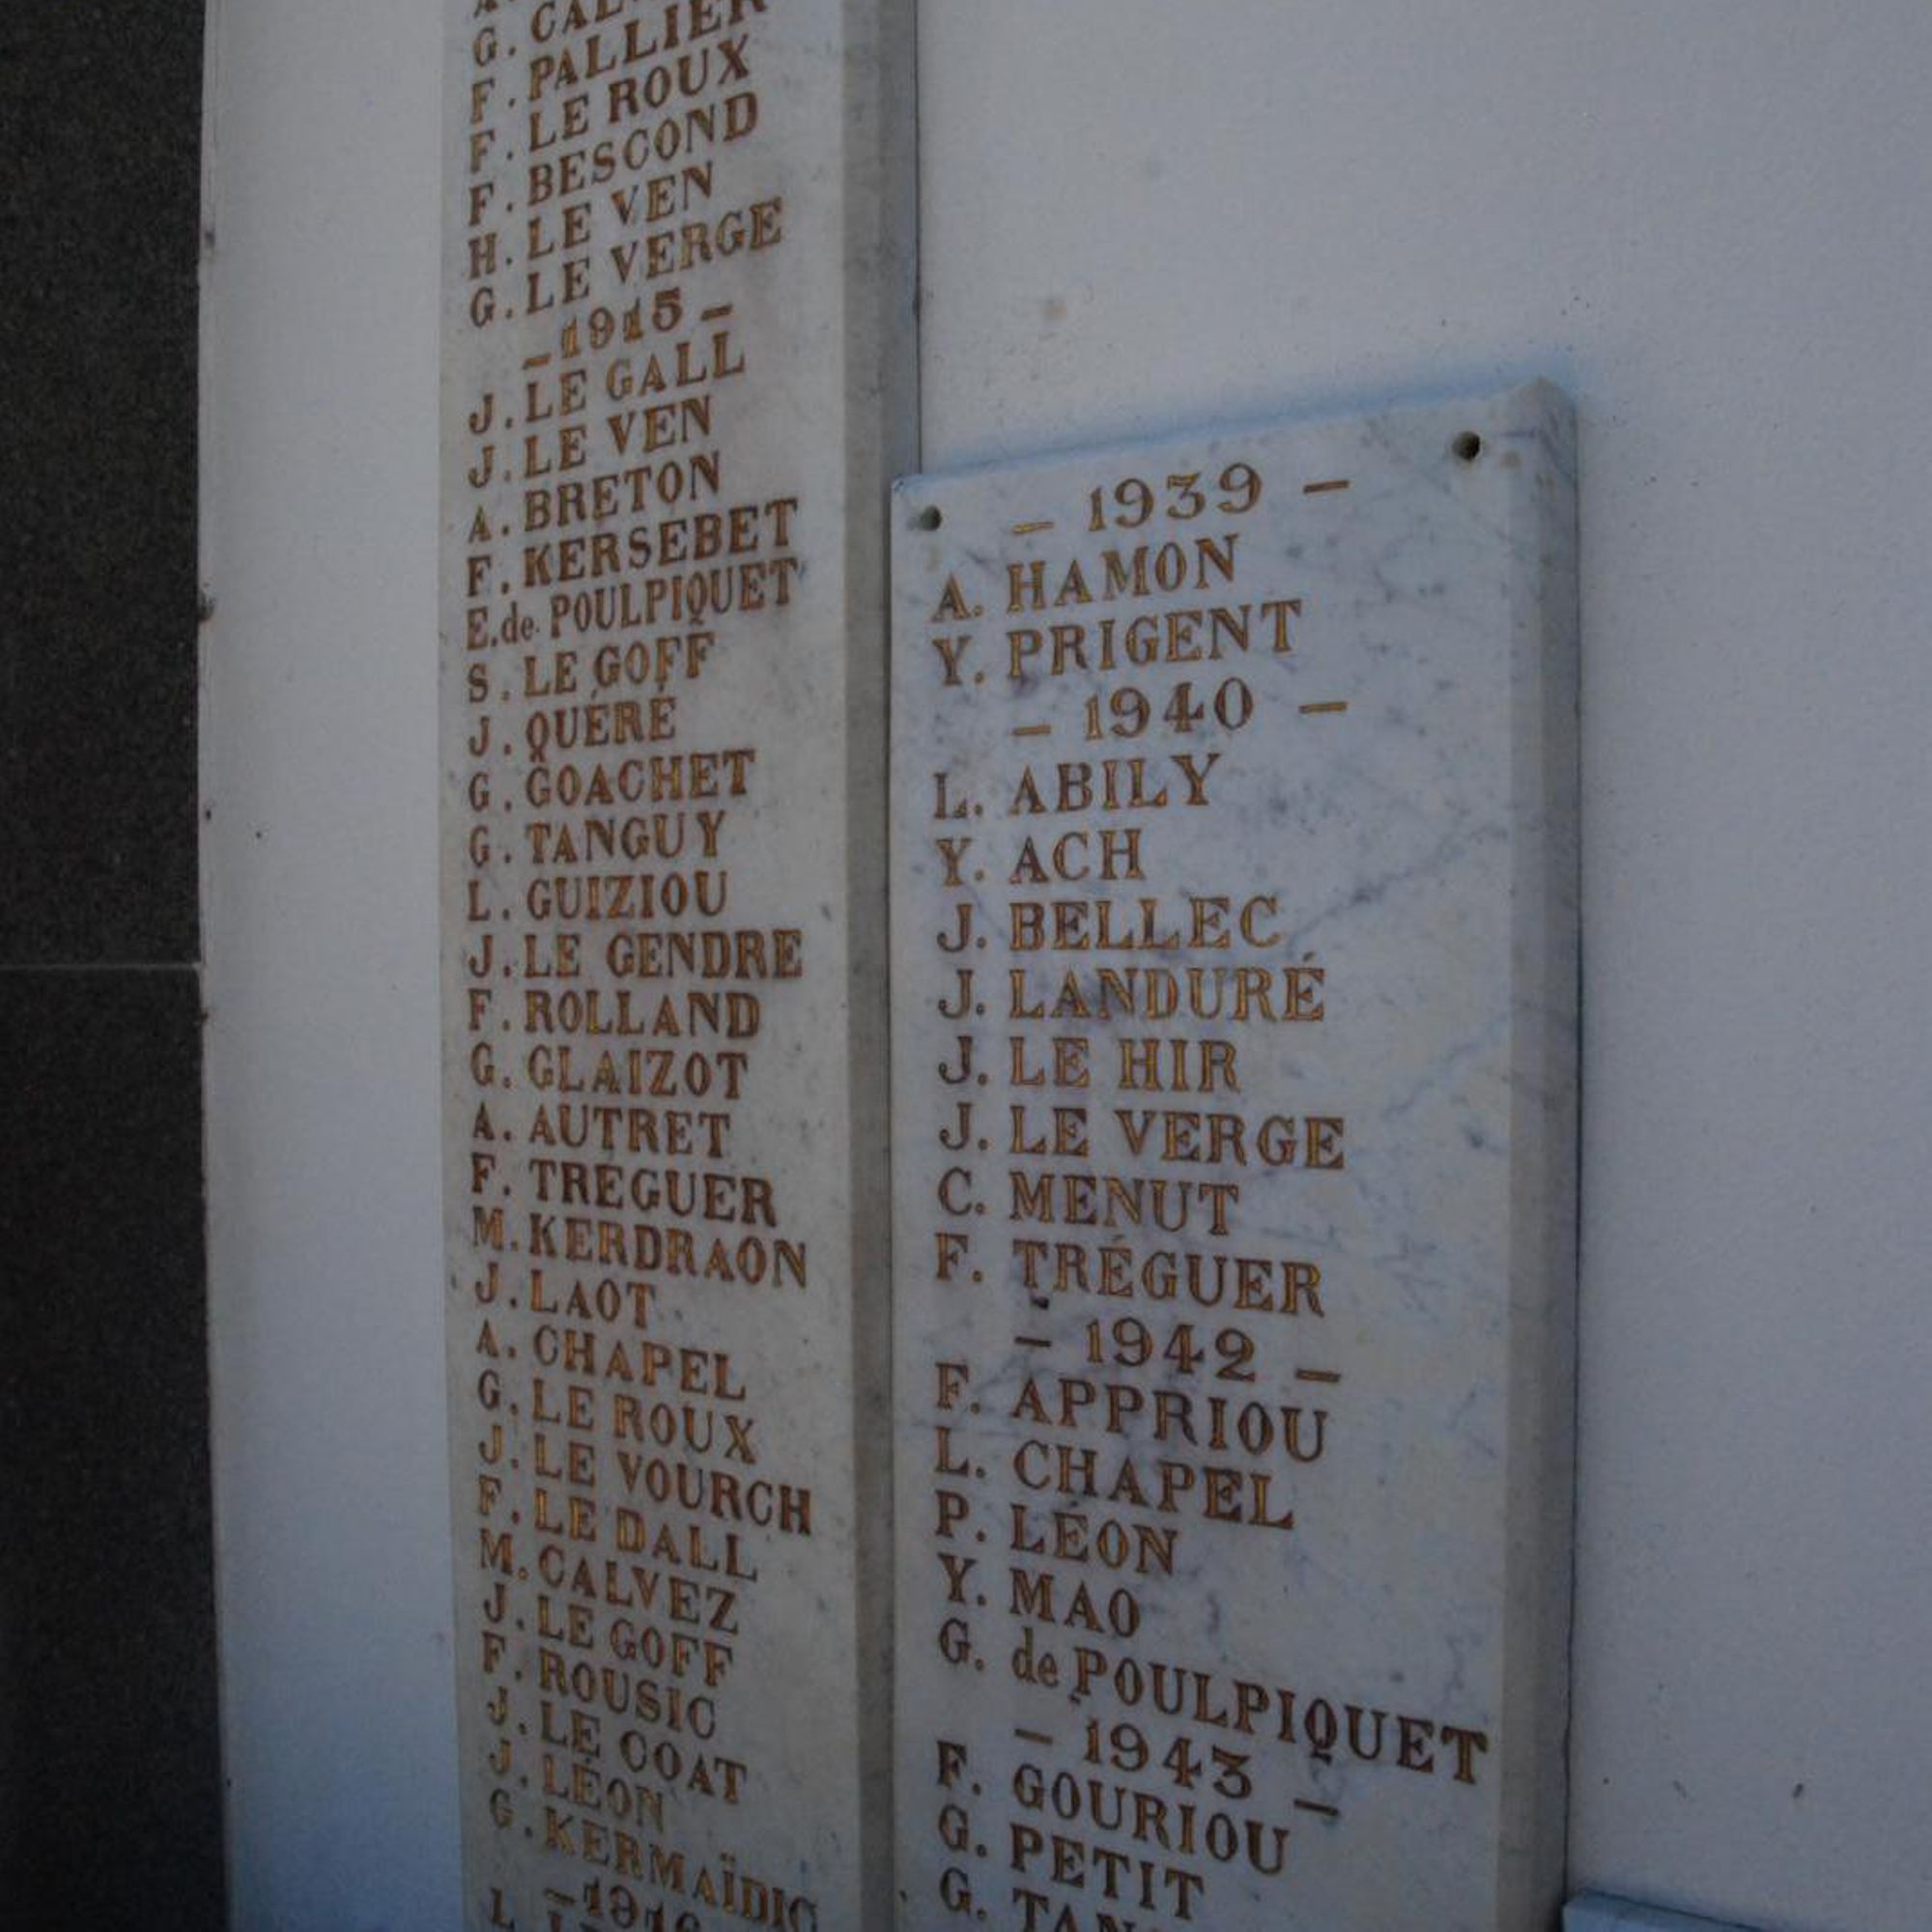 F. PALLIER
F. LE ROUX
F. BESCOND
H. LE VEN
G. LE VERGE
– 1915 –
J. LE GALL
J. LE VEN
A. BRETON
F. KERSEBET
E. de POULPIQUET
S. LE GOFF
J. QUÉRÉ
G. GOACHET
G. TANGUY
L. GUIZIOU
J. LE GENDRE
F. ROLLAND
G. GLAIZOT
A. AUTRET
F. TRÉGUER
M. KERDRAON
J. LAOT
A. CHAPEL
G. LE ROUX
J. LE VOURCH
F. LE DALL
M. CALVEZ
J. LE GOFF
F. ROUSIC
J. LE COAT
J. LÉON
G. KERMAÏDIC
– 1916
– 1939 –
A. HAMON
Y. PRIGENT
– 1940 –
L. ABILY
Y. ACH
J. BELLEC
J. LANDURÉ
J. LE HIR
J. LE VERGE
C. MENUT
F. TRÉGUER
– 1942 –
F. APPRIOU
L. CHAPEL
P. LÉON
Y. MAO
G. de POULPIQUET
– 1943 –
F. GOURIOU
G. PETIT
G.